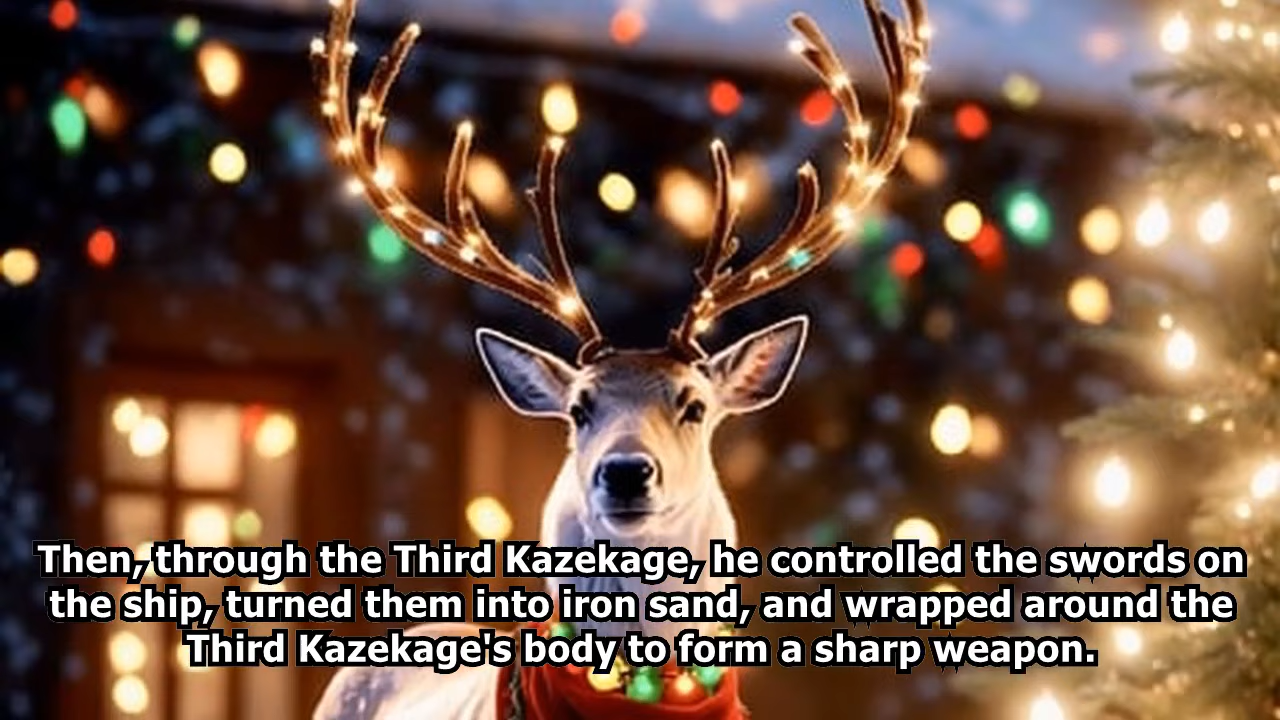 Then, through the Third Kazekage, he controlled the swords on
the ship, turned them into iron sand, and wrapped around the
Third Kazekage's body to form a sharp weapon.